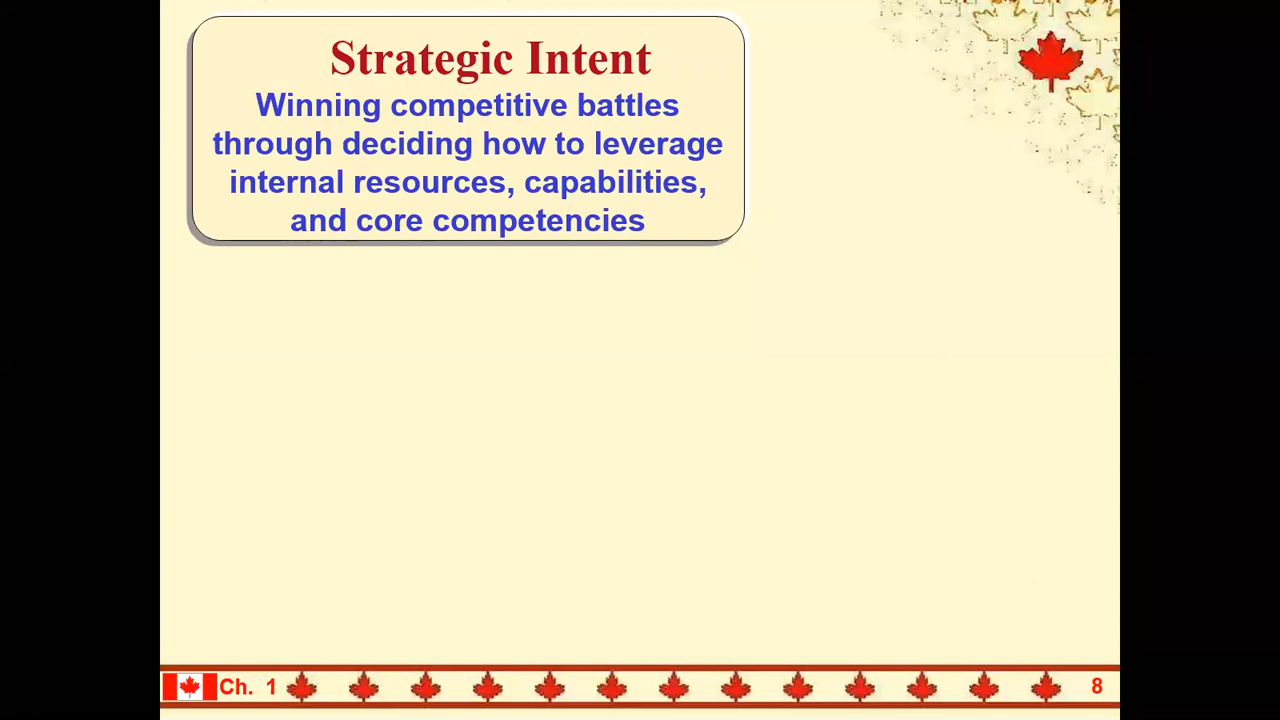 Strategic Intent
Winning competitive battles
through deciding how to leverage
internal resources, capabilities,
and core competencies
Ch. 1
8